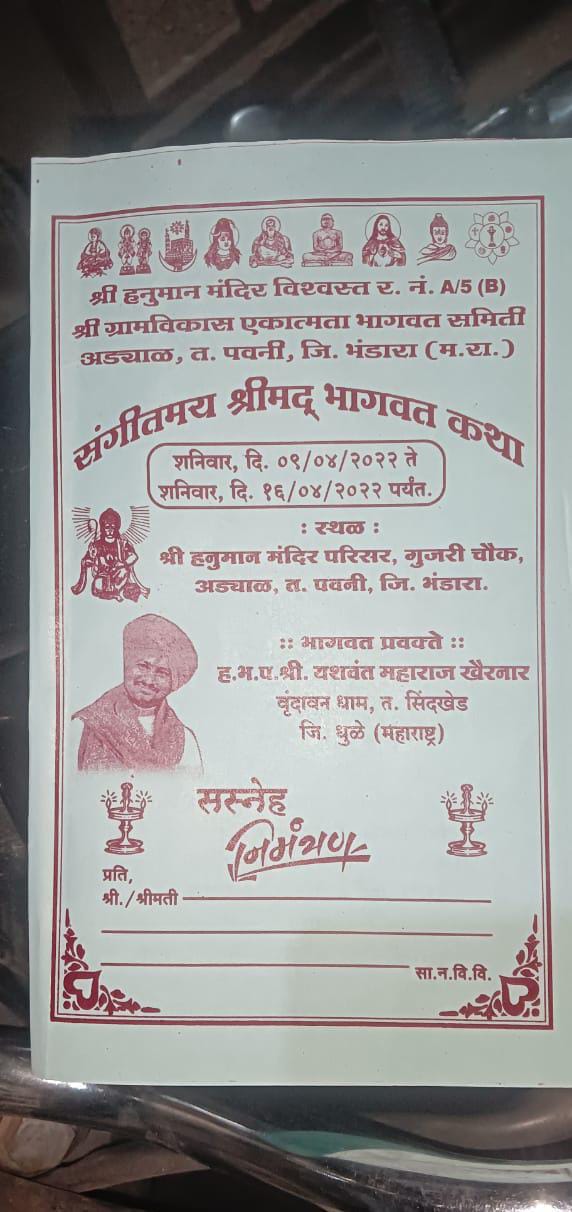 श्री हनुमान मंदिर विश्वस्त र. नं. A/5 (B)
श्री ग्रामविकास एकात्मता भागवत समिती
अड्याळ, त. पवनी, जि. भंडारा (म.रा.)
संगीतमय श्रीमद् भागवत कथा
शनिवार, दि. ०९/०४/२०२२ ते
शनिवार, दि. १६/०४/२०२२ पर्यंत.
: स्थळ :
श्री हनुमान मंदिर परिसर, गुजरी चौक,
अड्याळ, त. पवनी, जि. भंडारा.
:: भागवत प्रवक्ते ::
ह.भ.प.श्री. यशवंत महाराज खैरनार
वृंदावन धाम, त. सिंदखेड
जि. धुळे (महाराष्ट्र)
सस्नेह
निमंत्रण
प्रति,
श्री./श्रीमती
सा.न.वि.वि.